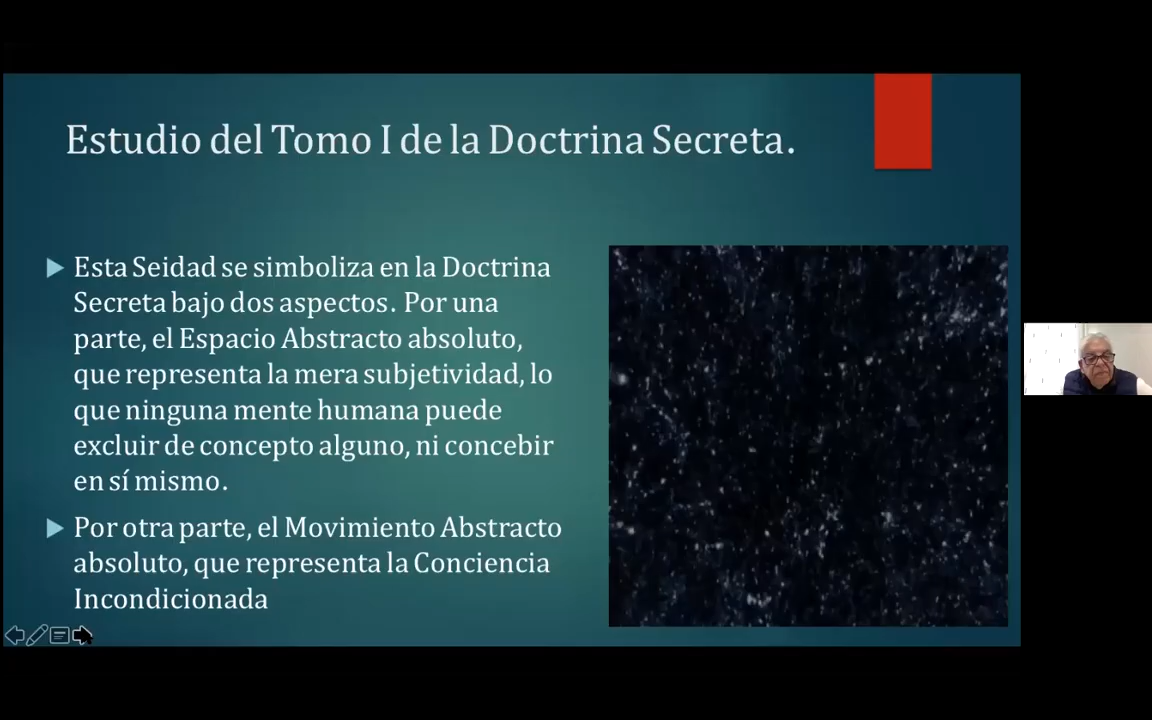 Estudio del Tomo I de la Doctrina Secreta.
Esta Seidad se simboliza en la Doctrina
Secreta bajo dos aspectos. Por una
parte, el Espacio Abstracto absoluto,
que representa la mera subjetividad, lo
que ninguna mente humana puede
excluir de concepto alguno, ni concebir
en sí mismo.
Por otra parte, el Movimiento Abstracto
absoluto, que representa la Conciencia
Incondicionada